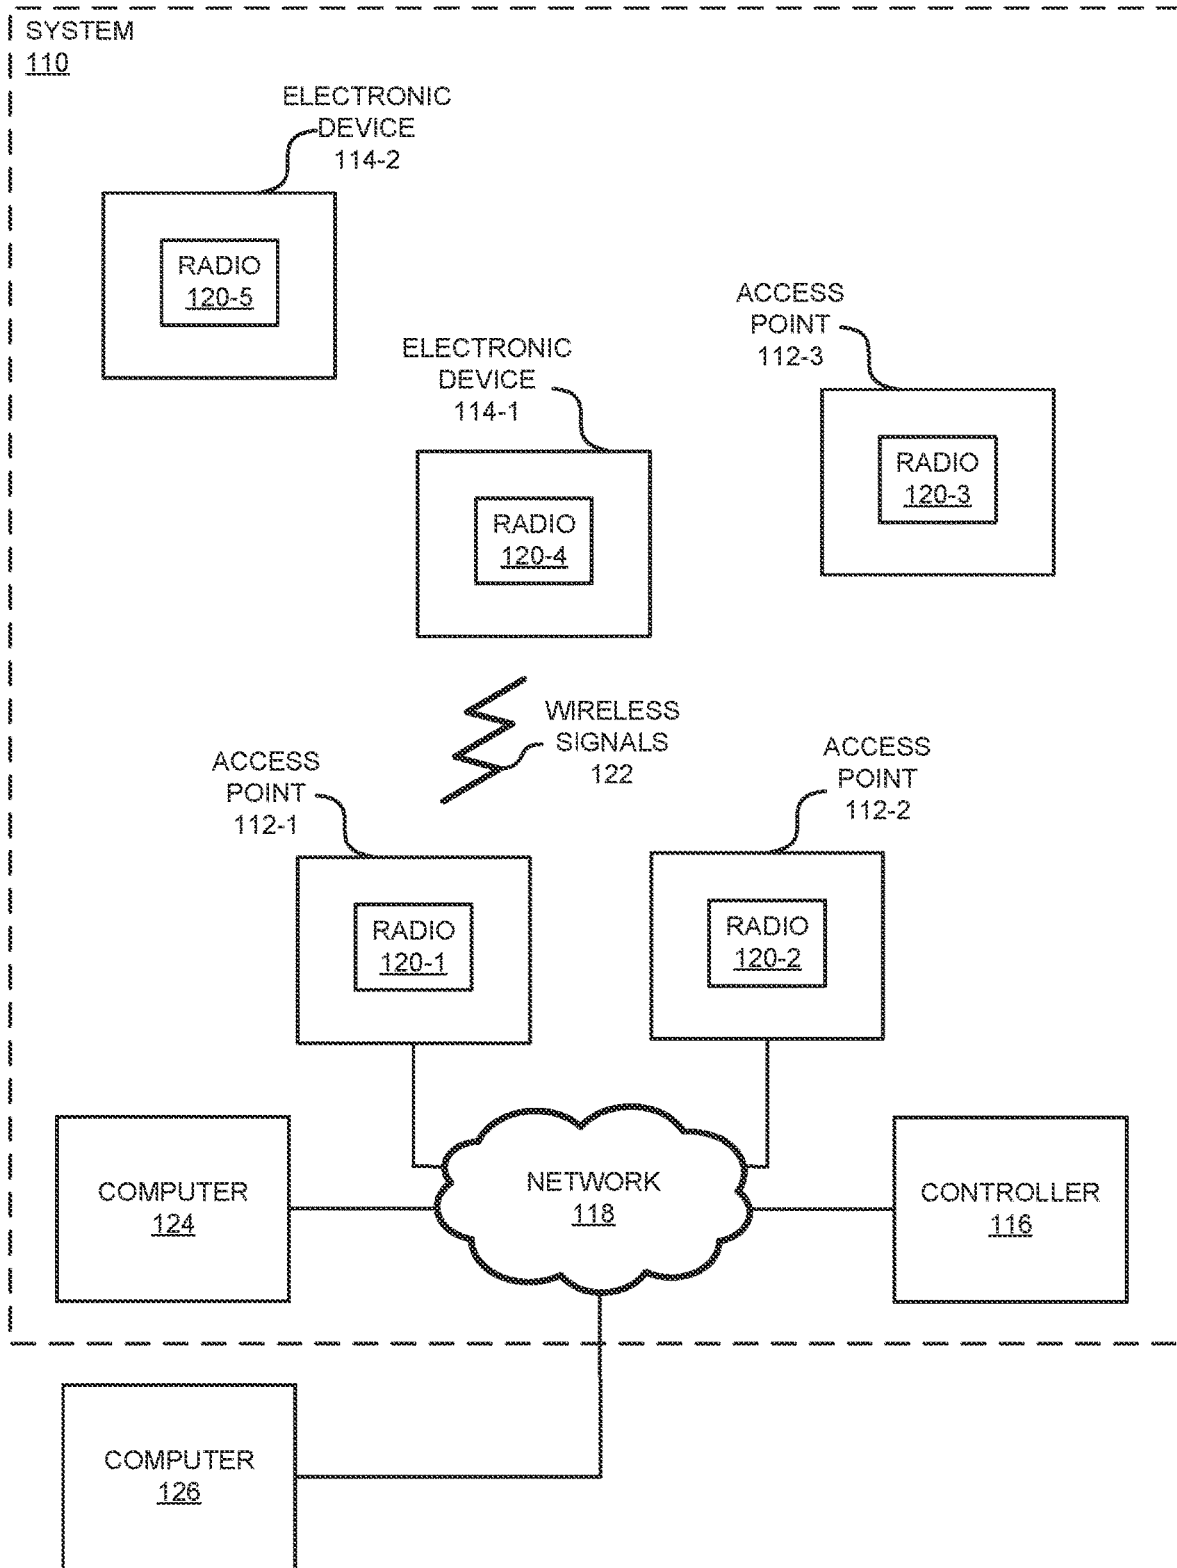 SYSTEM
110
ELECTRONIC
DEVICE
114-2
RADIO
120-5
ACCESS
POINT
112-3
ELECTRONIC
DEVICE
114-1
RADIO
120-3
RADIO
120-4
WIRELESS
SIGNALS
122
ACCESS
POINT
112-1
ACCESS
POINT
112-2
RADIO
120-1
RADIO
120-2
COMPUTER
124
NETWORK
118
CONTROLLER
116
COMPUTER
126